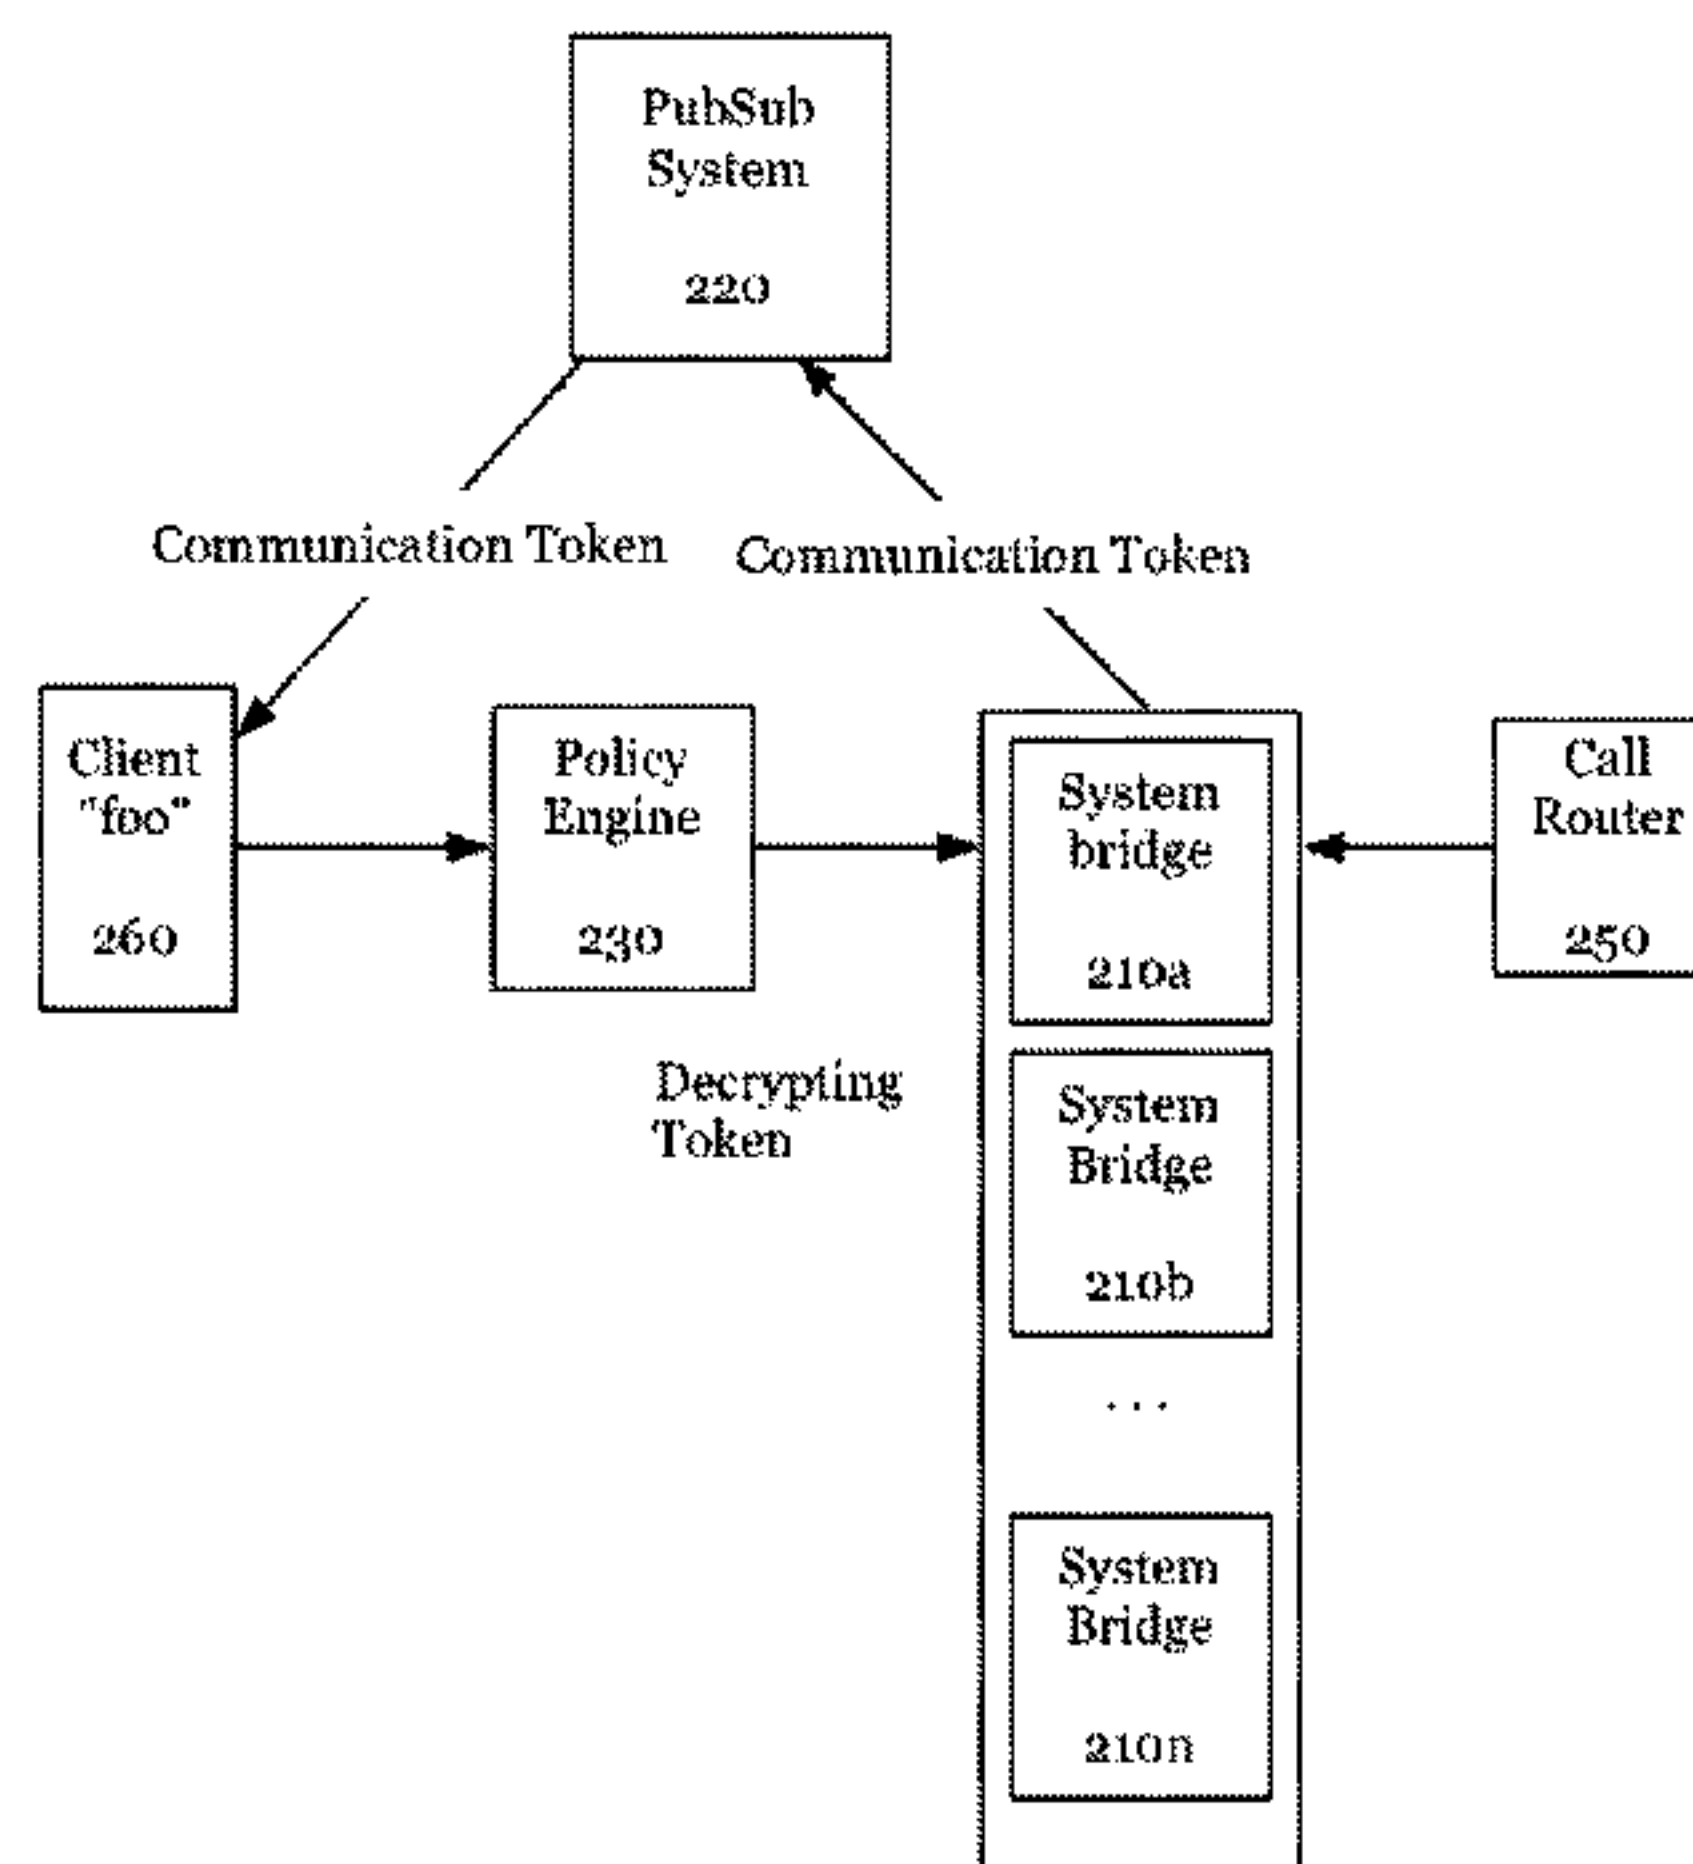 PubSub
System
220
Communication Token
Communication Token
Client
"foo"
260
Policy
Engine
230
System
bridge
210a
Call
Router
250
Decrypting
Token
System
Bridge
210b
...
System
Bridge
210n